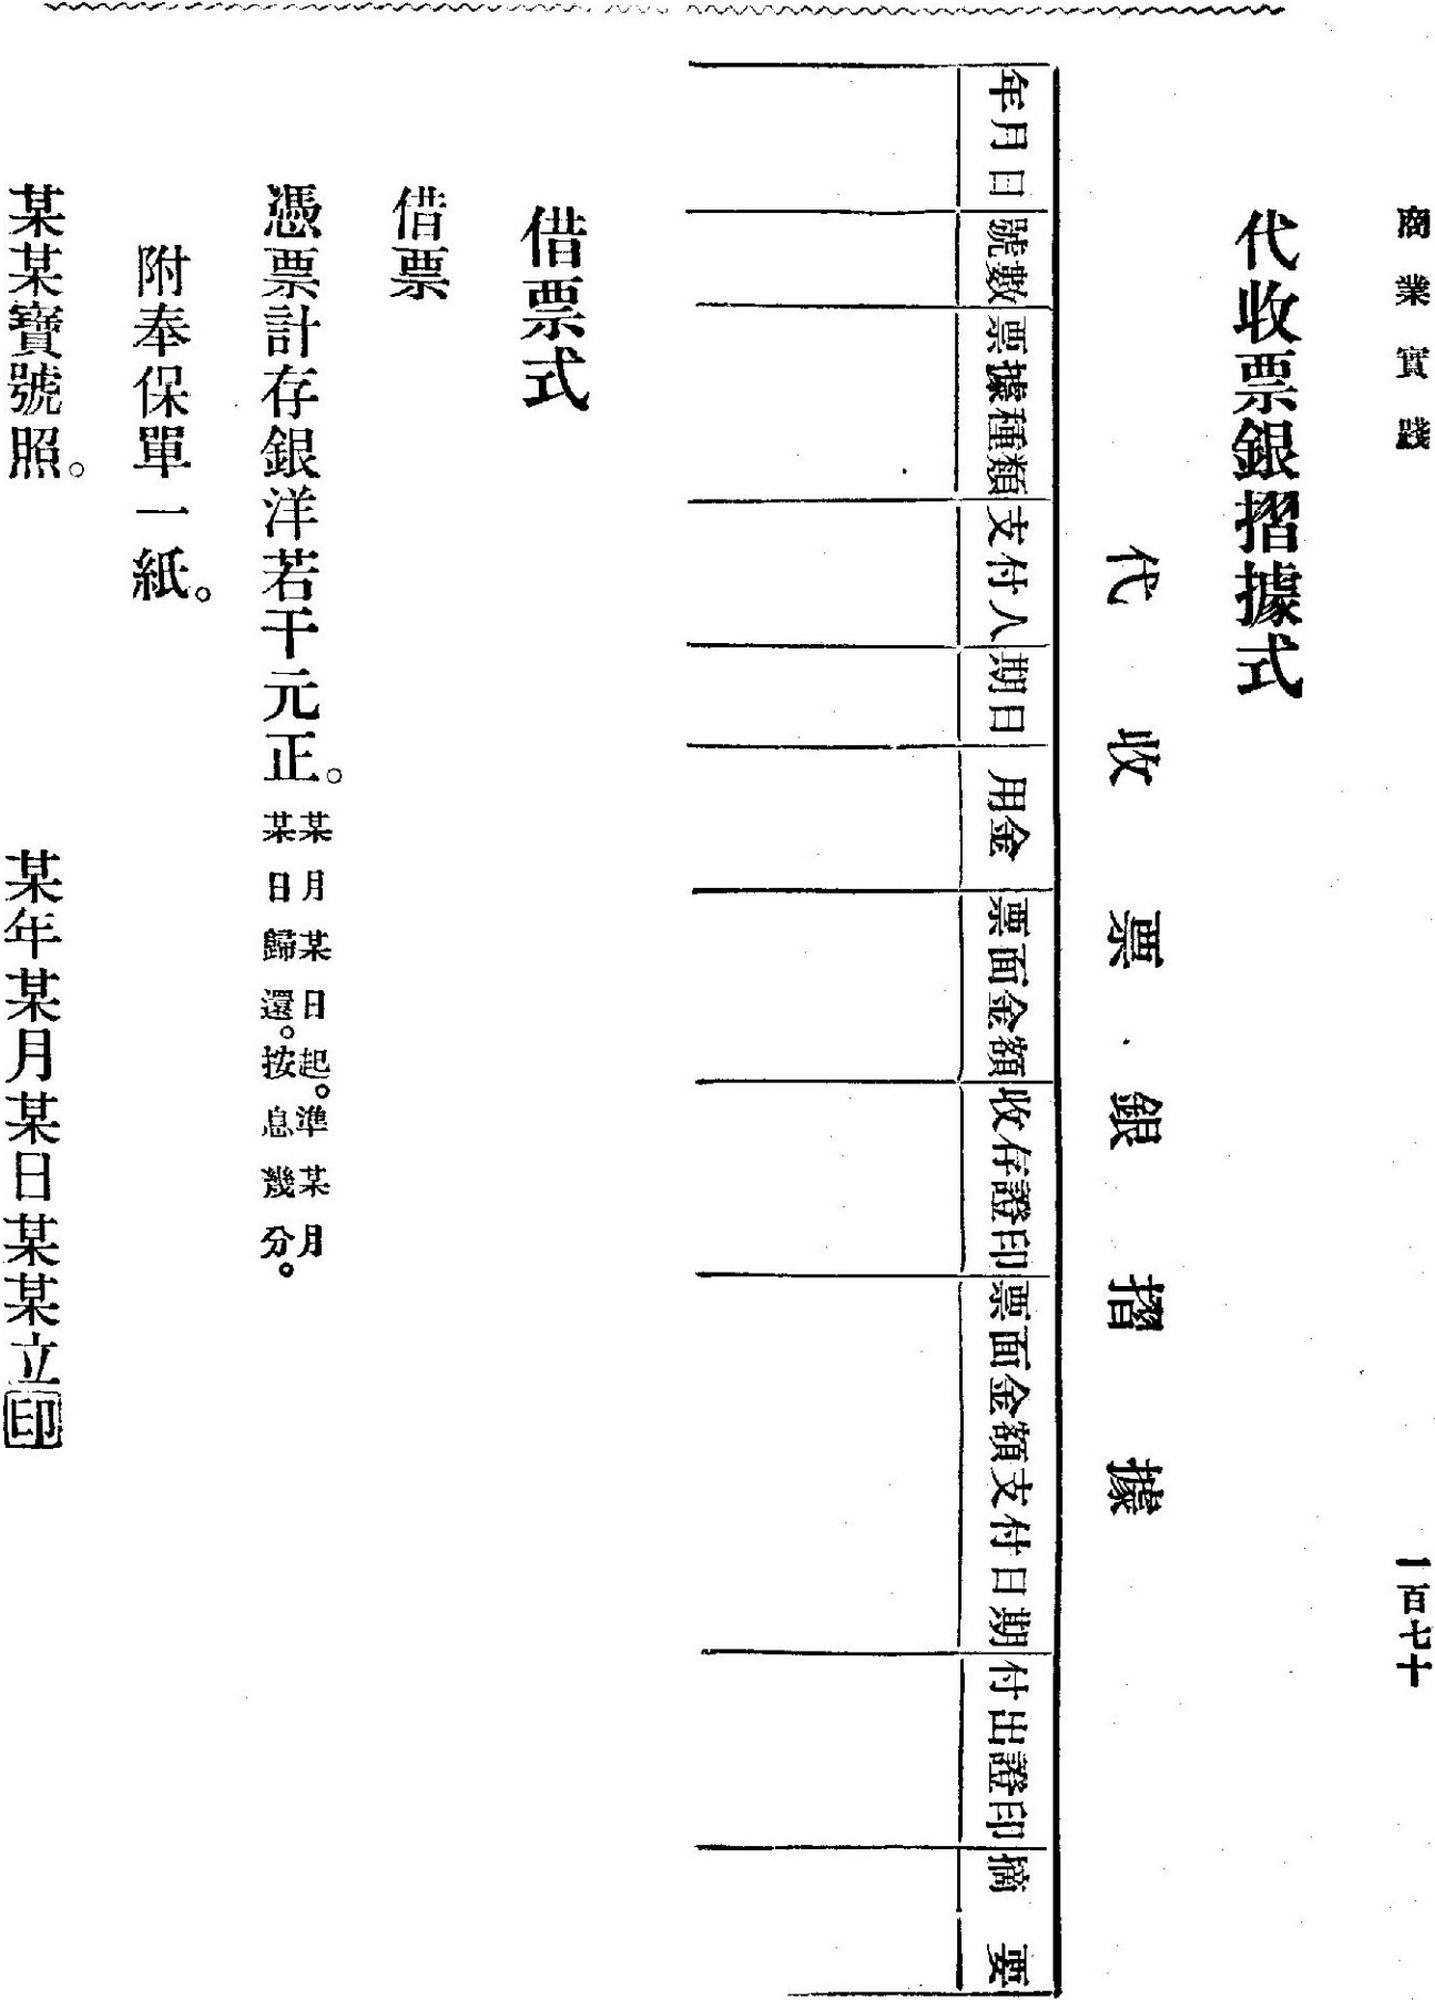 商業實踐
一百七十
代收票銀摺據式
代收票銀摺據
年月日
號數
票據種類
支付人
期日
用金
票面金額
收存證印
票面金額支付日期
付出證印
摘要
借票式
借票
憑票計存銀洋若干元正。
某月某日起。準某月
某日歸還。按息幾分。
附奉保單一紙。
某某寶號照。
某年某月某日某某立印